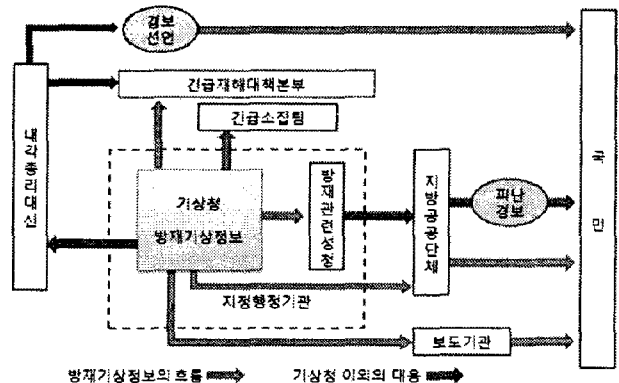 경보
선언
긴급재해대책본부
긴급소집팀
내각총리대신
기상청
방재기상정보
방재관련성청
지방공공단체
피난
경보
국민
지정행정기관
보도기관
방재기상정보의 흐름
기상청 이외의 대응